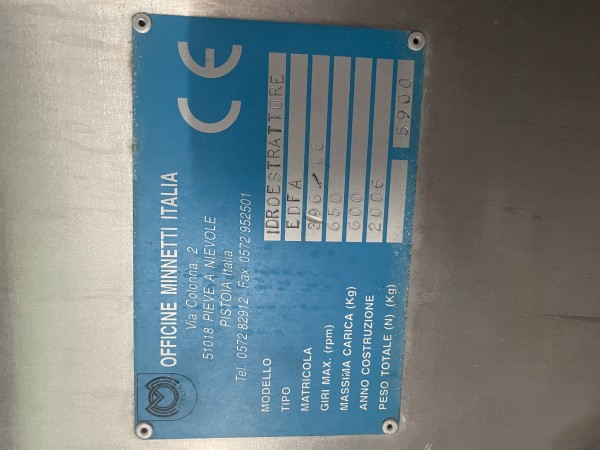 OFFICINE MINNETTI ITALIA
Via Colonna, 2
51018 PIEVE A NIEVOLE
PISTOIA Italia
Tel. 0572 82912 - Fax 0572/952501
CE
MODELLO IDROESTRATTORE
TIPO EDFA
MATRICOLA 396/06
GIRI MAX. (rpm) 650
MASSIMA CARICA (Kg) 600
ANNO COSTRUZIONE 2006
PESO TOTALE (N) (Kg) 5900